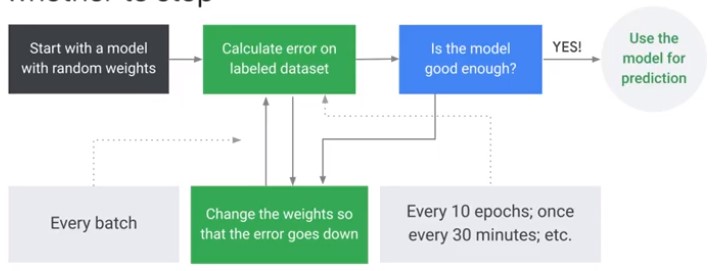 whether to stop
Start with a model
with random weights
Calculate error on
labeled dataset
Is the model
good enough?
YES!
Use the
model for
prediction
Every batch
Change the weights so
that the error goes down
Every 10 epochs; once
every 30 minutes; etc.